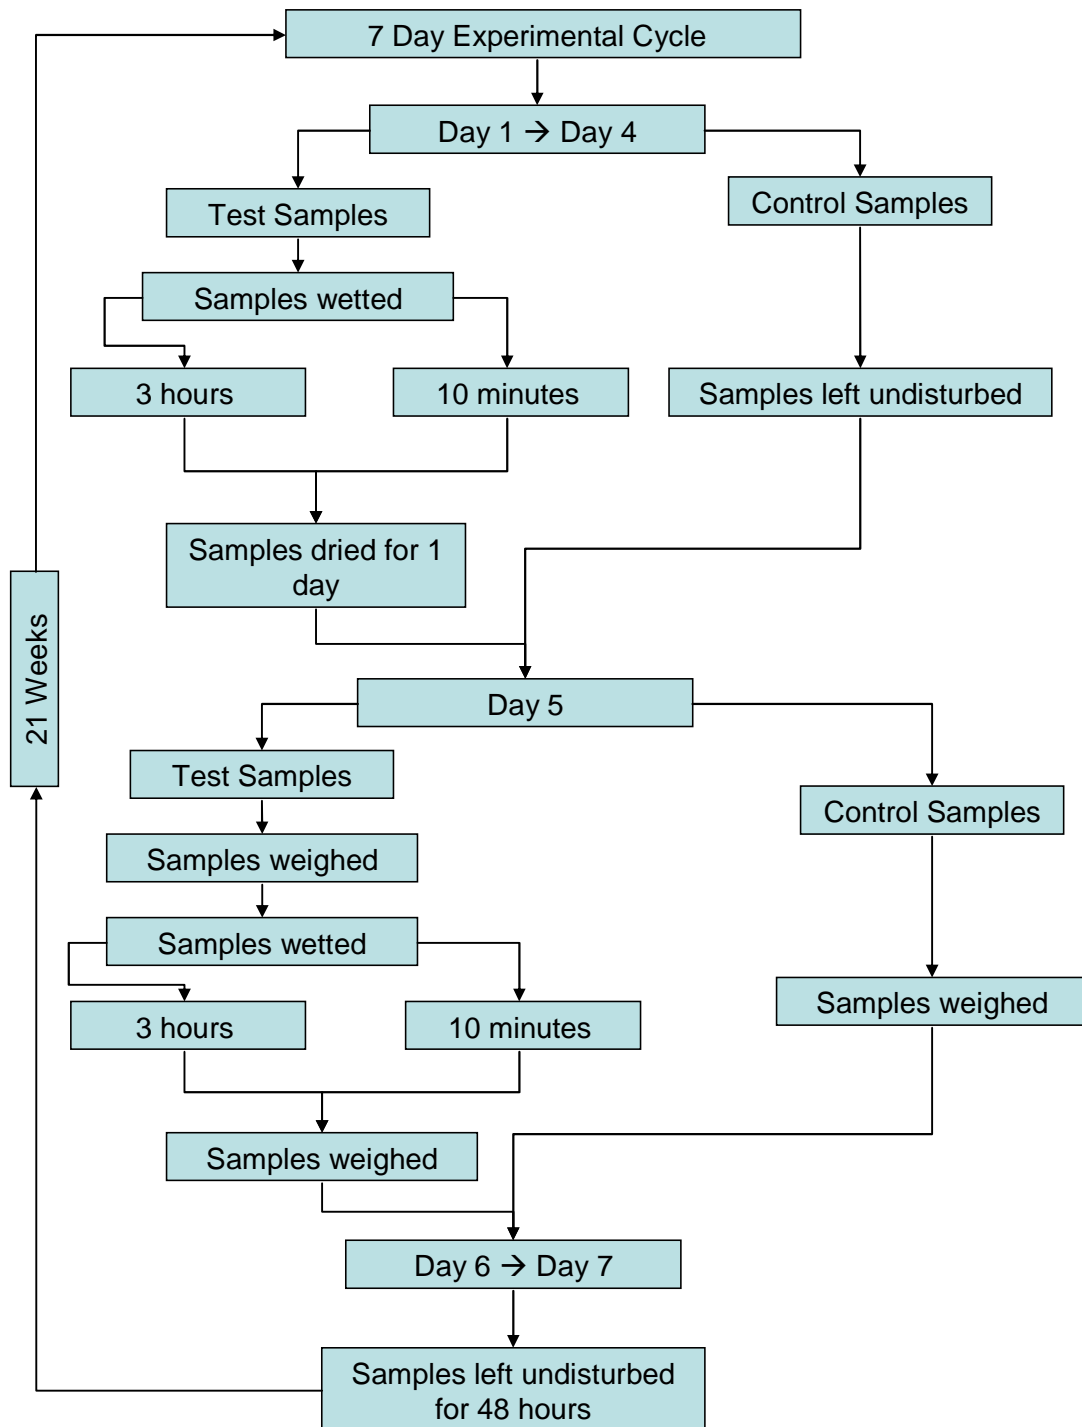 7 Day Experimental Cycle
Day 1 → Day 4
Test Samples
Control Samples
Samples wetted
3 hours
10 minutes
Samples left undisturbed
Samples dried for 1
day
21 Weeks
Day 5
Test Samples
Control Samples
Samples weighed
Samples wetted
Samples weighed
3 hours
10 minutes
Samples weighed
Day 6 → Day 7
Samples left undisturbed
for 48 hours